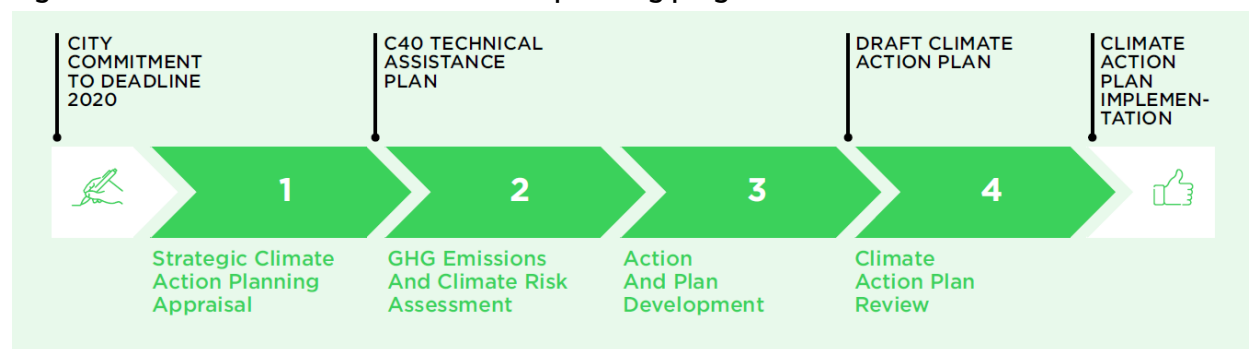 CITY
COMMITMENT
TO DEADLINE
2020
C40 TECHNICAL
ASSISTANCE
PLAN
DRAFT CLIMATE
ACTION PLAN
CLIMATE
ACTION
PLAN
IMPLEMEN-
TATION
1
2
3
4
Strategic Climate
Action Planning
Appraisal
GHG Emissions
And Climate Risk
Assessment
Action
And Plan
Development
Climate
Action Plan
Review